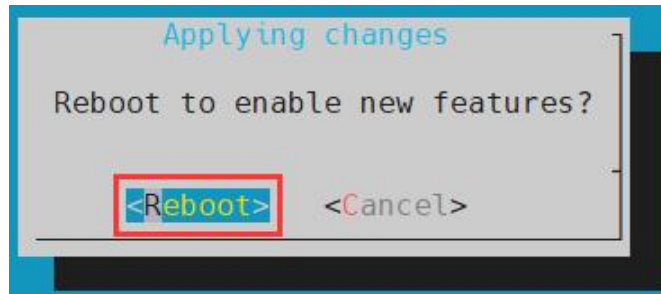 Applying changes
Reboot to enable new features?
<Reboot> <Cancel>